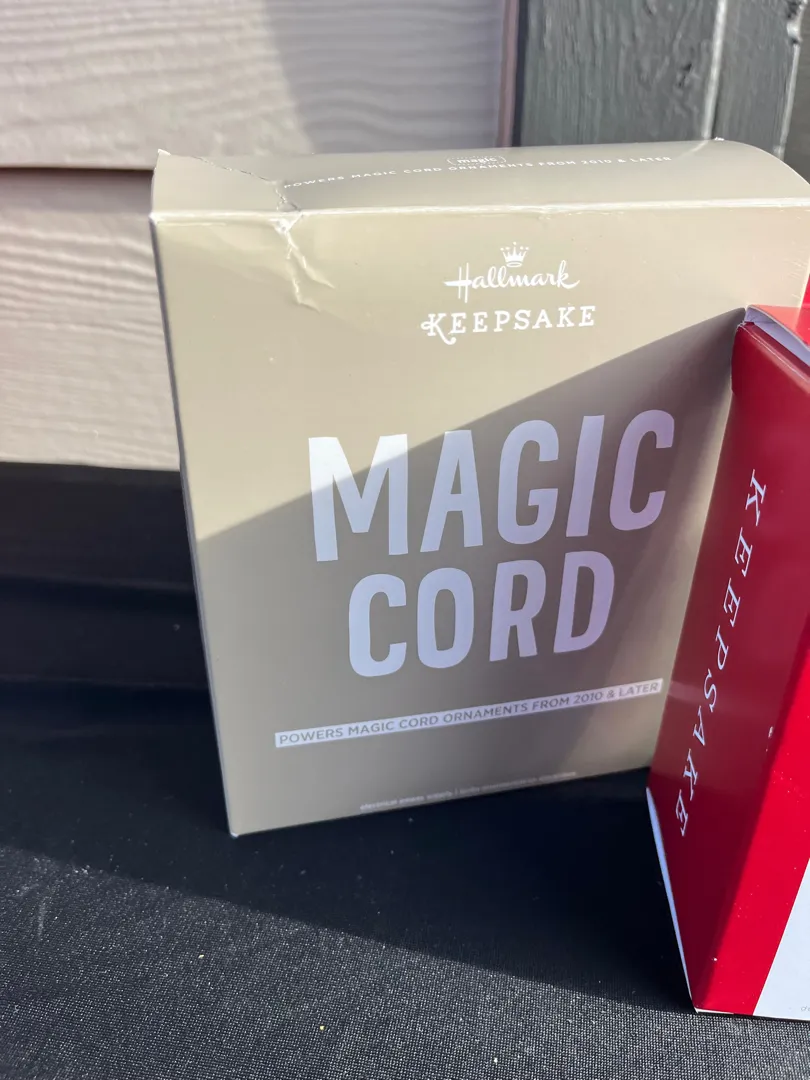 magic
POWERS MAGIC CORD ORNAMENTS FROM 2010 & LATER
Hallmark
KEEPSAKE
MAGIC
CORD
POWERS MAGIC CORD ORNAMENTS FROM 2010 & LATER
KEEPSAKE